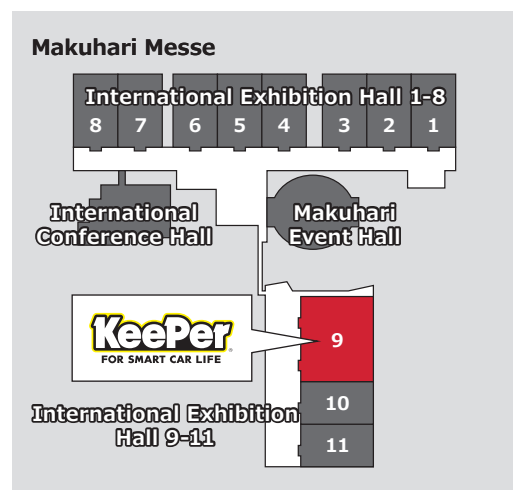 Makuhari Messe
International Exhibition Hall 1-8
8 7 6 5 4 3 2 1
International
Conference Hall
Makuhari
Event Hall
KeePer
FOR SMART CAR LIFE
9
International Exhibition
Hall 9-11
10
11